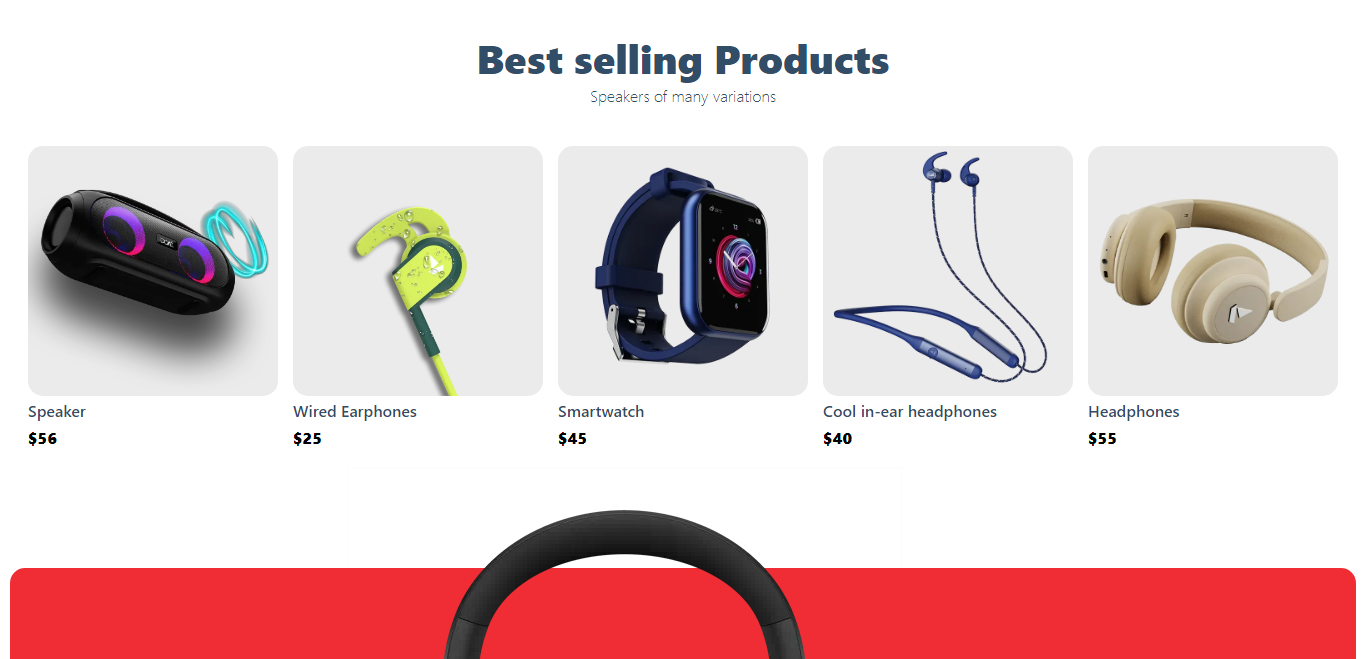 Best selling Products
Speakers of many variations
Speaker
$56
Wired Earphones
$25
Smartwatch
$45
Cool in-ear headphones
$40
Headphones
$55